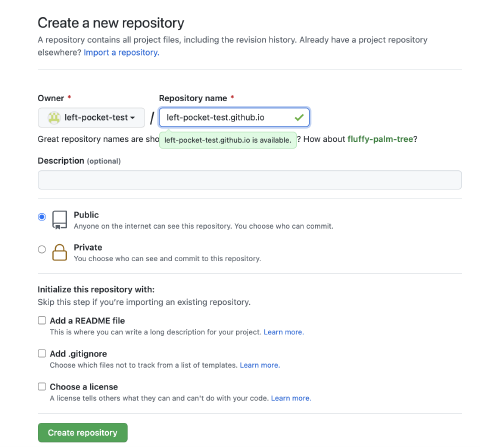 Create a new repository
A repository contains all project files, including the revision history. Already have a project repository
elsewhere? Import a repository.
Owner *
Repository name *
left-pocket-test
/
left-pocket-test.github.io
Great repository names are sho
left-pocket-test.github.io is available.
? How about fluffy-palm-tree?
Description (optional)
Public
Anyone on the internet can see this repository. You choose who can commit.
Private
You choose who can see and commit to this repository.
Initialize this repository with:
Skip this step if you're importing an existing repository.
Add a README file
This is where you can write a long description for your project. Learn more.
Add .gitignore
Choose which files not to track from a list of templates. Learn more.
Choose a license
A license tells others what they can and can't do with your code. Learn more.
Create repository